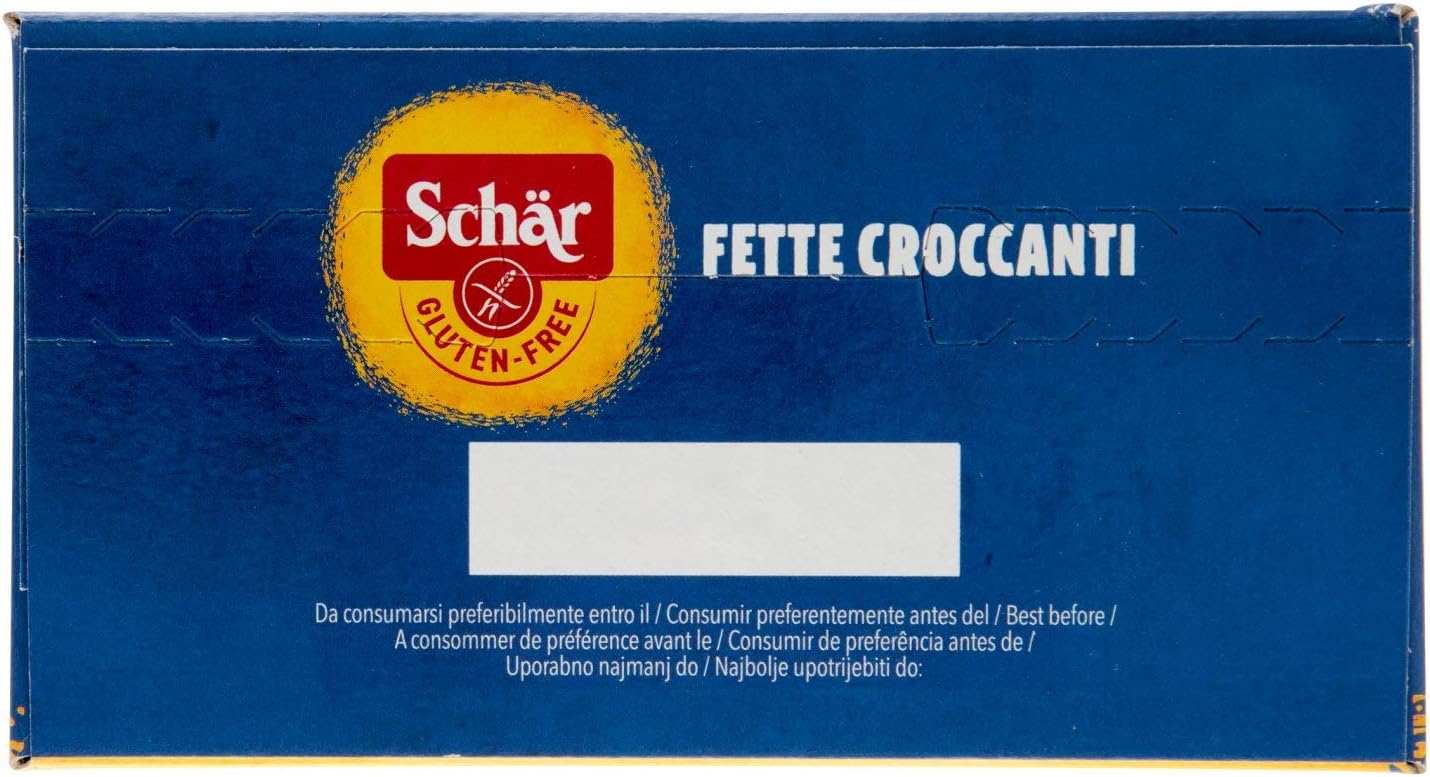 Schär
GLUTEN-FREE
FETTE CROCCANTI
Da consumarsi preferibilmente entro il / Consumir preferentemente antes del / Best before /
A consommer de préférence avant le / Consumir de preferência antes de /
Uporabno najmanj do / Najbolje upotrijebiti do: